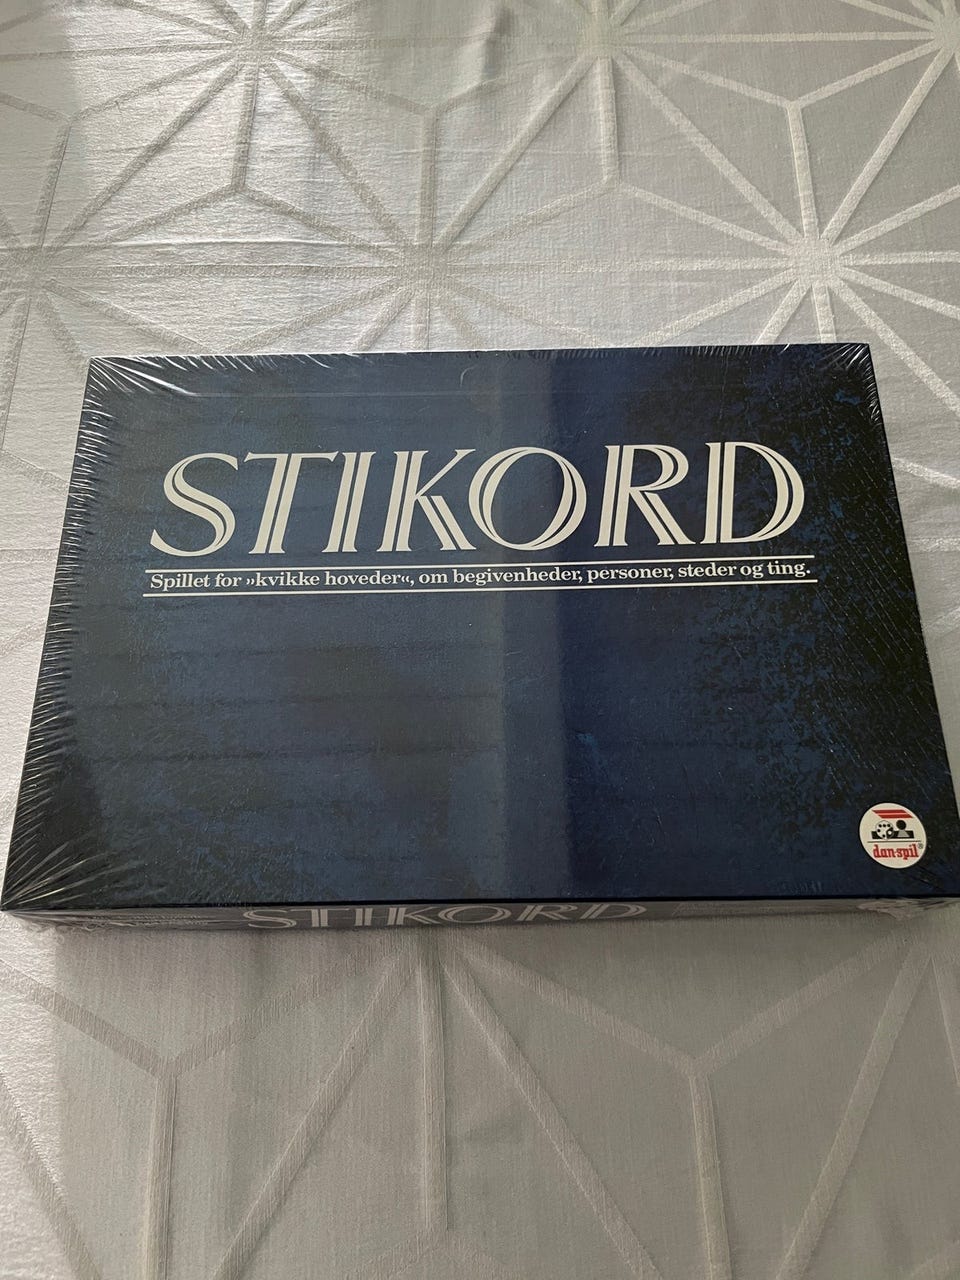 STIKORD
Spillet for »kvikke hoveder«, om begivenheder, personer, steder og ting.
dan-spil®
STIKORD